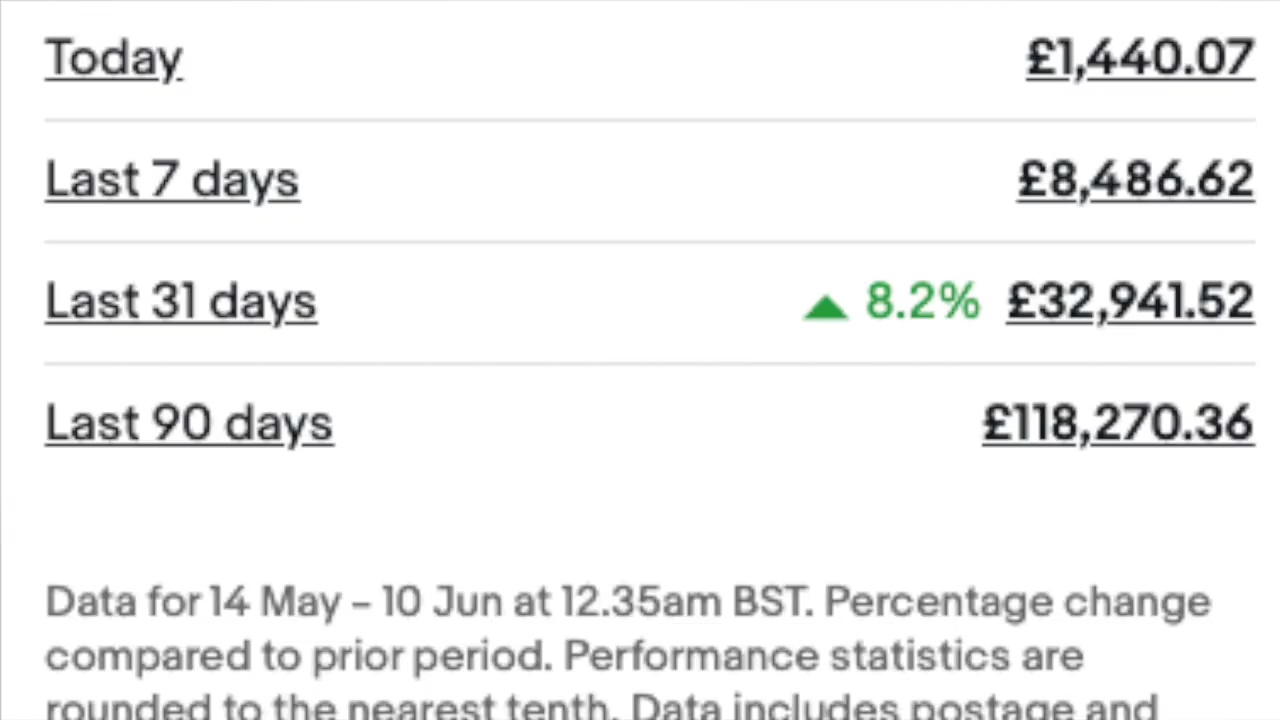 Today £1,440.07
Last 7 days £8,486.62
Last 31 days ▲ 8.2% £32,941.52
Last 90 days £118,270.36
Data for 14 May – 10 Jun at 12.35am BST. Percentage change
compared to prior period. Performance statistics are
rounded to the nearest tenth. Data includes postage and